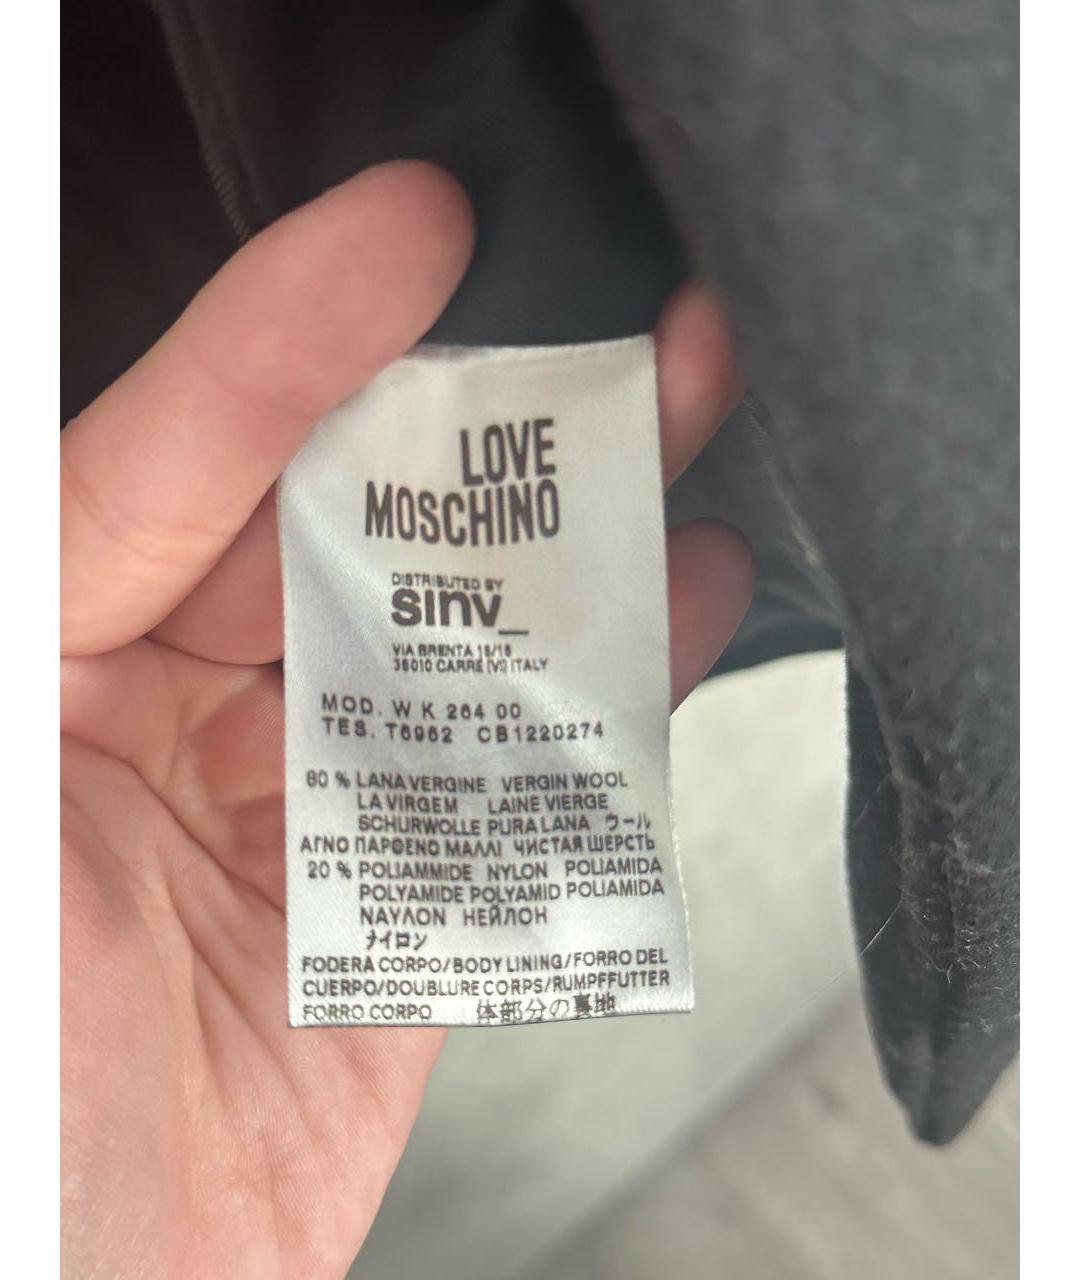 LOVE
MOSCHINO
DISTRIBUTED BY
sinv_
VIA BRENTA 16/18
36010 CARRÉ (VI) ITALY
MOD. W K 264 00
TES. T6962 CB1220274
80 % LANA VERGINE VERGIN WOOL
LA VIRGEM LAINE VIERGE
SCHURWOLLE PURA LANA ウール
ΑΓΝΟ ΠΑΡΘΕΝΟ ΜΑΛΛΙ ЧИСТАЯ ШЕРСТЬ
20 % POLIAMMIDE NYLON POLIAMIDA
POLYAMIDE POLYAMID POLIAMIDA
ΝΑΥΛΟΝ НЕЙЛОН
ナイロン
FODERA CORPO/BODY LINING/FORRO DEL
CUERPO/DOUBLURE CORPS/RUMPFFUTTER
FORRO CORPO 体部分の裏地